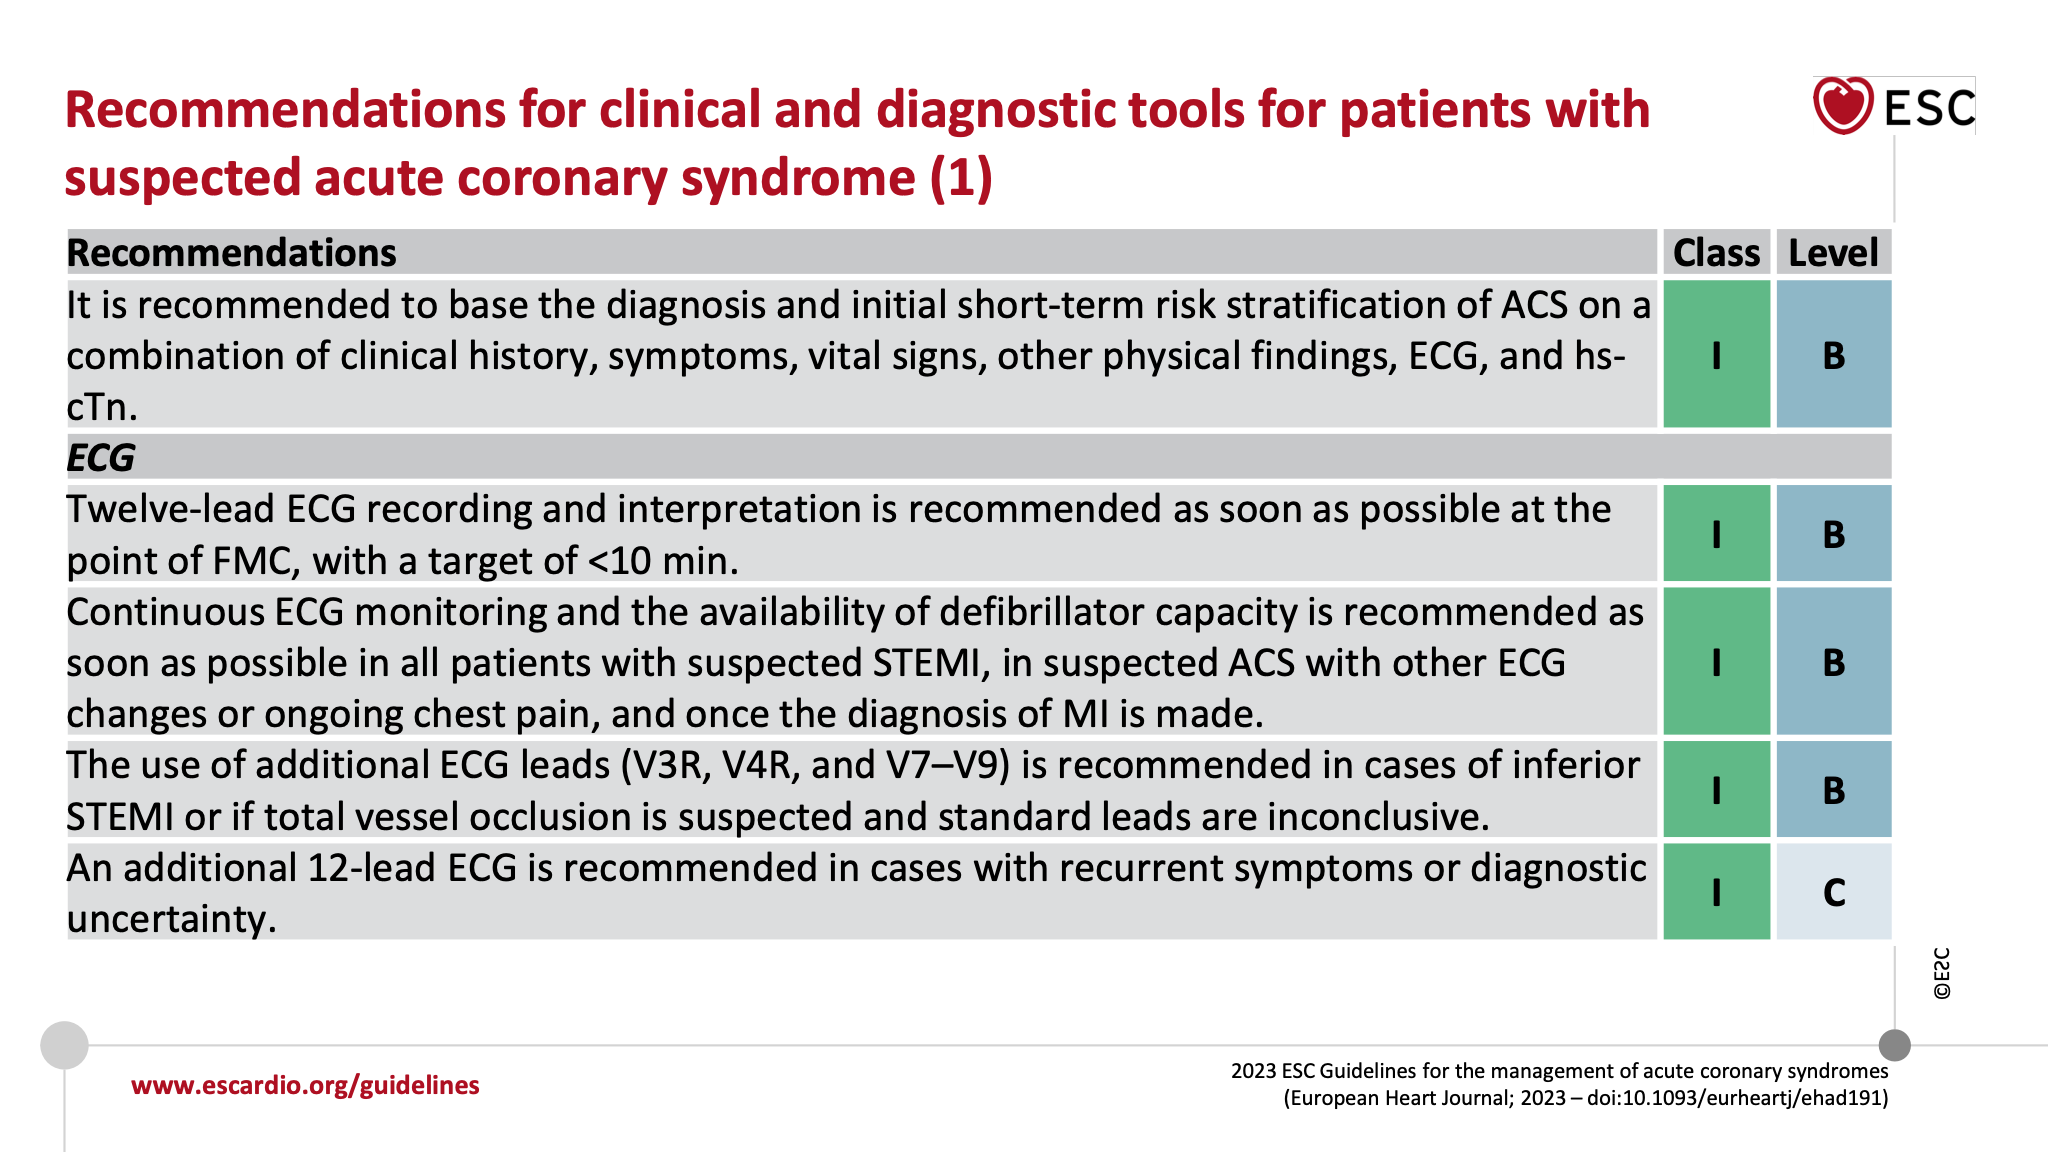 Recommendations for clinical and diagnostic tools for patients with
suspected acute coronary syndrome (1)
ESC
Recommendations Class Level
It is recommended to base the diagnosis and initial short-term risk stratification of ACS on a
combination of clinical history, symptoms, vital signs, other physical findings, ECG, and hs-
cTn.
I B
ECG
Twelve-lead ECG recording and interpretation is recommended as soon as possible at the
point of FMC, with a target of <10 min.
I B
Continuous ECG monitoring and the availability of defibrillator capacity is recommended as
soon as possible in all patients with suspected STEMI, in suspected ACS with other ECG
changes or ongoing chest pain, and once the diagnosis of MI is made.
I B
The use of additional ECG leads (V3R, V4R, and V7–V9) is recommended in cases of inferior
STEMI or if total vessel occlusion is suspected and standard leads are inconclusive.
I B
An additional 12-lead ECG is recommended in cases with recurrent symptoms or diagnostic
uncertainty.
I C
©ESC
www.escardio.org/guidelines
2023 ESC Guidelines for the management of acute coronary syndromes
(European Heart Journal; 2023 – doi:10.1093/eurheartj/ehad191)